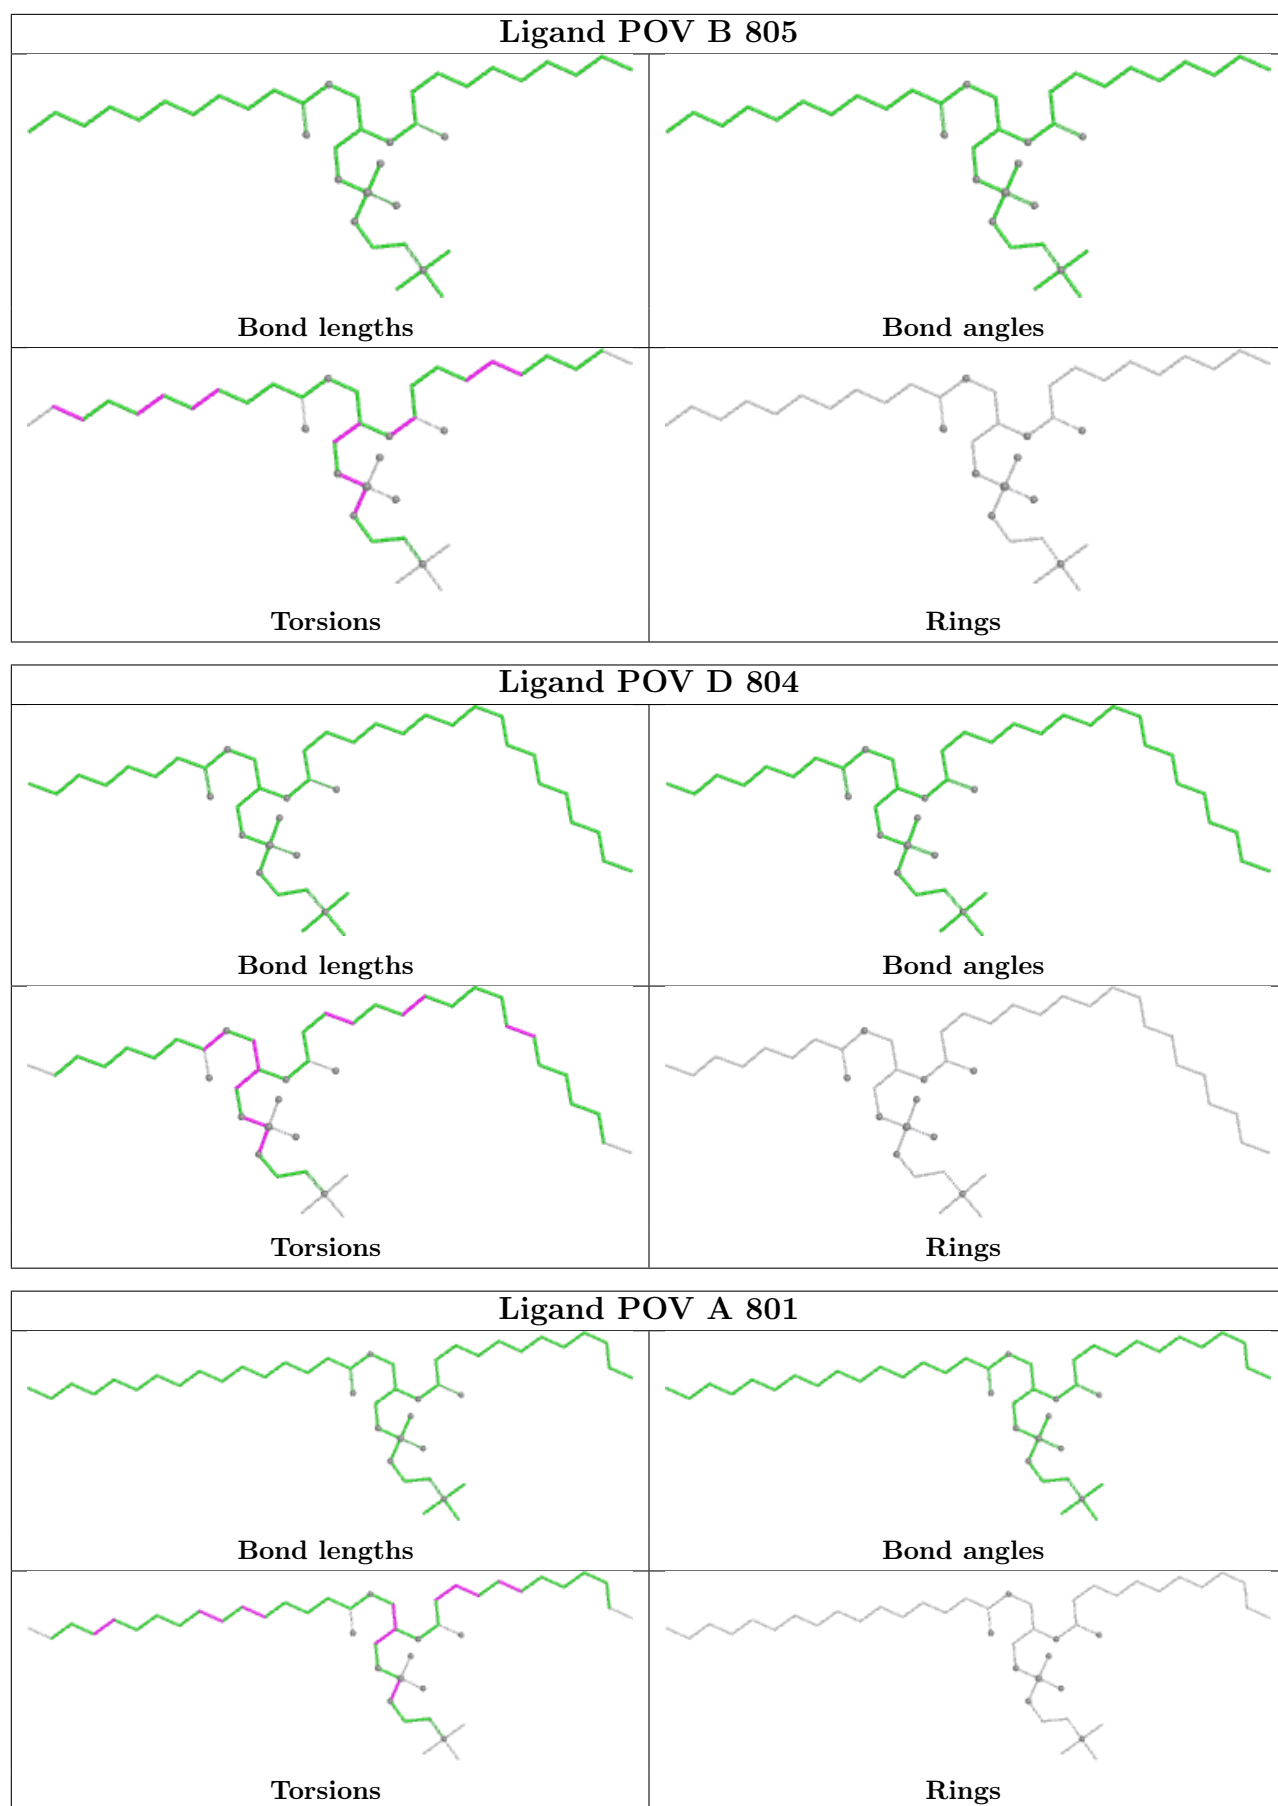 Ligand POV B 805
Bond lengths
Bond angles
Torsions
Rings
Ligand POV D 804
Bond lengths
Bond angles
Torsions
Rings
Ligand POV A 801
Bond lengths
Bond angles
Torsions
Rings